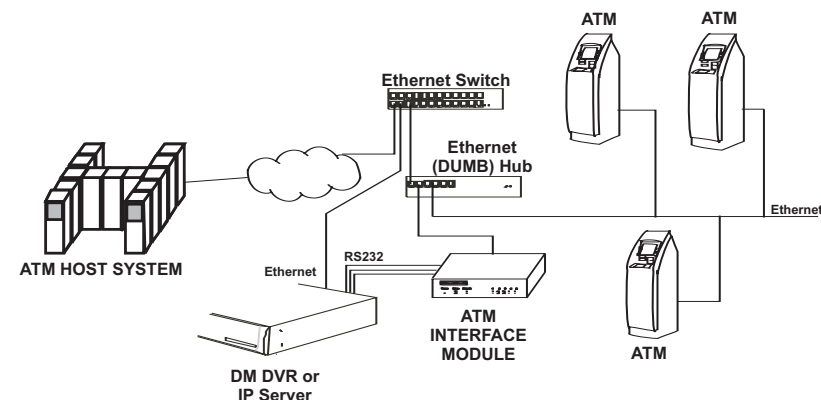 ATM
ATM
Ethernet Switch
Ethernet
(DUMB) Hub
Ethernet
ATM HOST SYSTEM
Ethernet
RS232
ATM
INTERFACE
MODULE
ATM
DM DVR or
IP Server